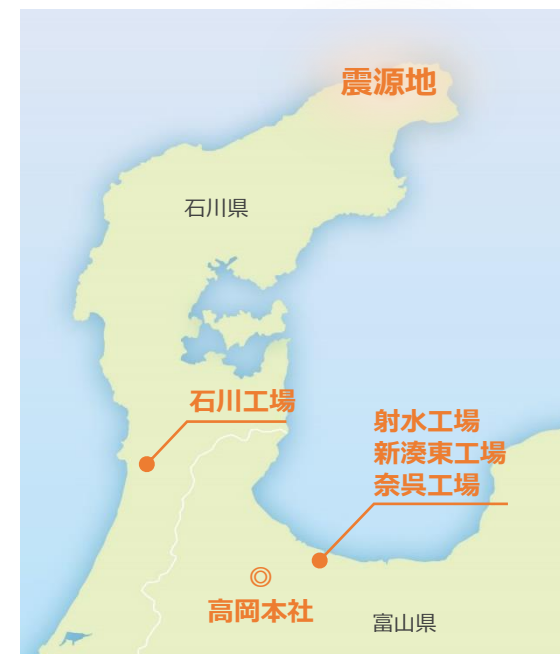 震源地
石川県
石川工場
射水工場
新湊東工場
奈呉工場
高岡本社
富山県